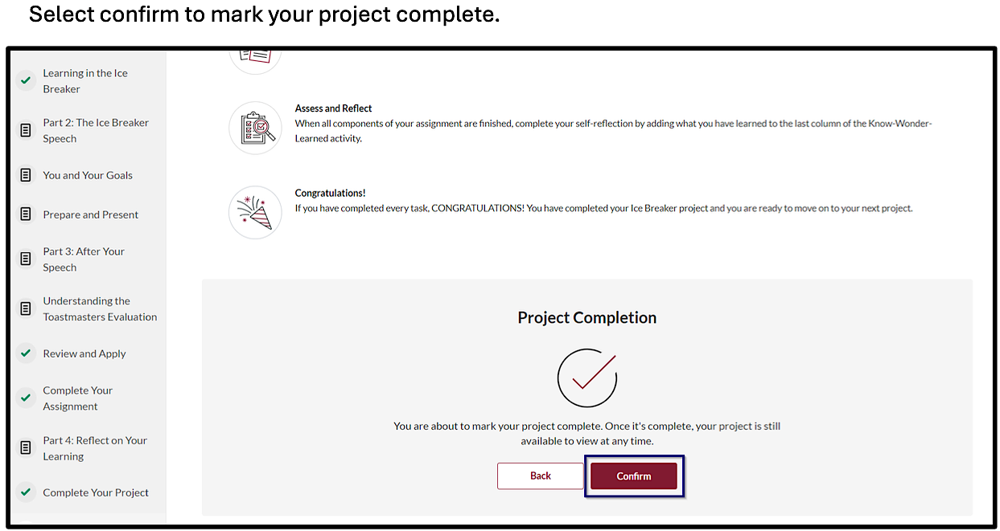 Select confirm to mark your project complete.
Learning in the Ice
Breaker
Part 2: The Ice Breaker
Speech
You and Your Goals
Prepare and Present
Part 3: After Your
Speech
Understanding the
Toastmasters Evaluation
Review and Apply
Complete Your
Assignment
Part 4: Reflect on Your
Learning
Complete Your Project
Assess and Reflect
When all components of your assignment are finished, complete your self-reflection by adding what you have learned to the last column of the Know-Wonder-
Learned activity.
Congratulations!
If you have completed every task, CONGRATULATIONS! You have completed your Ice Breaker project and you are ready to move on to your next project.
Project Completion
You are about to mark your project complete. Once it's complete, your project is still
available to view at any time.
Back
Confirm